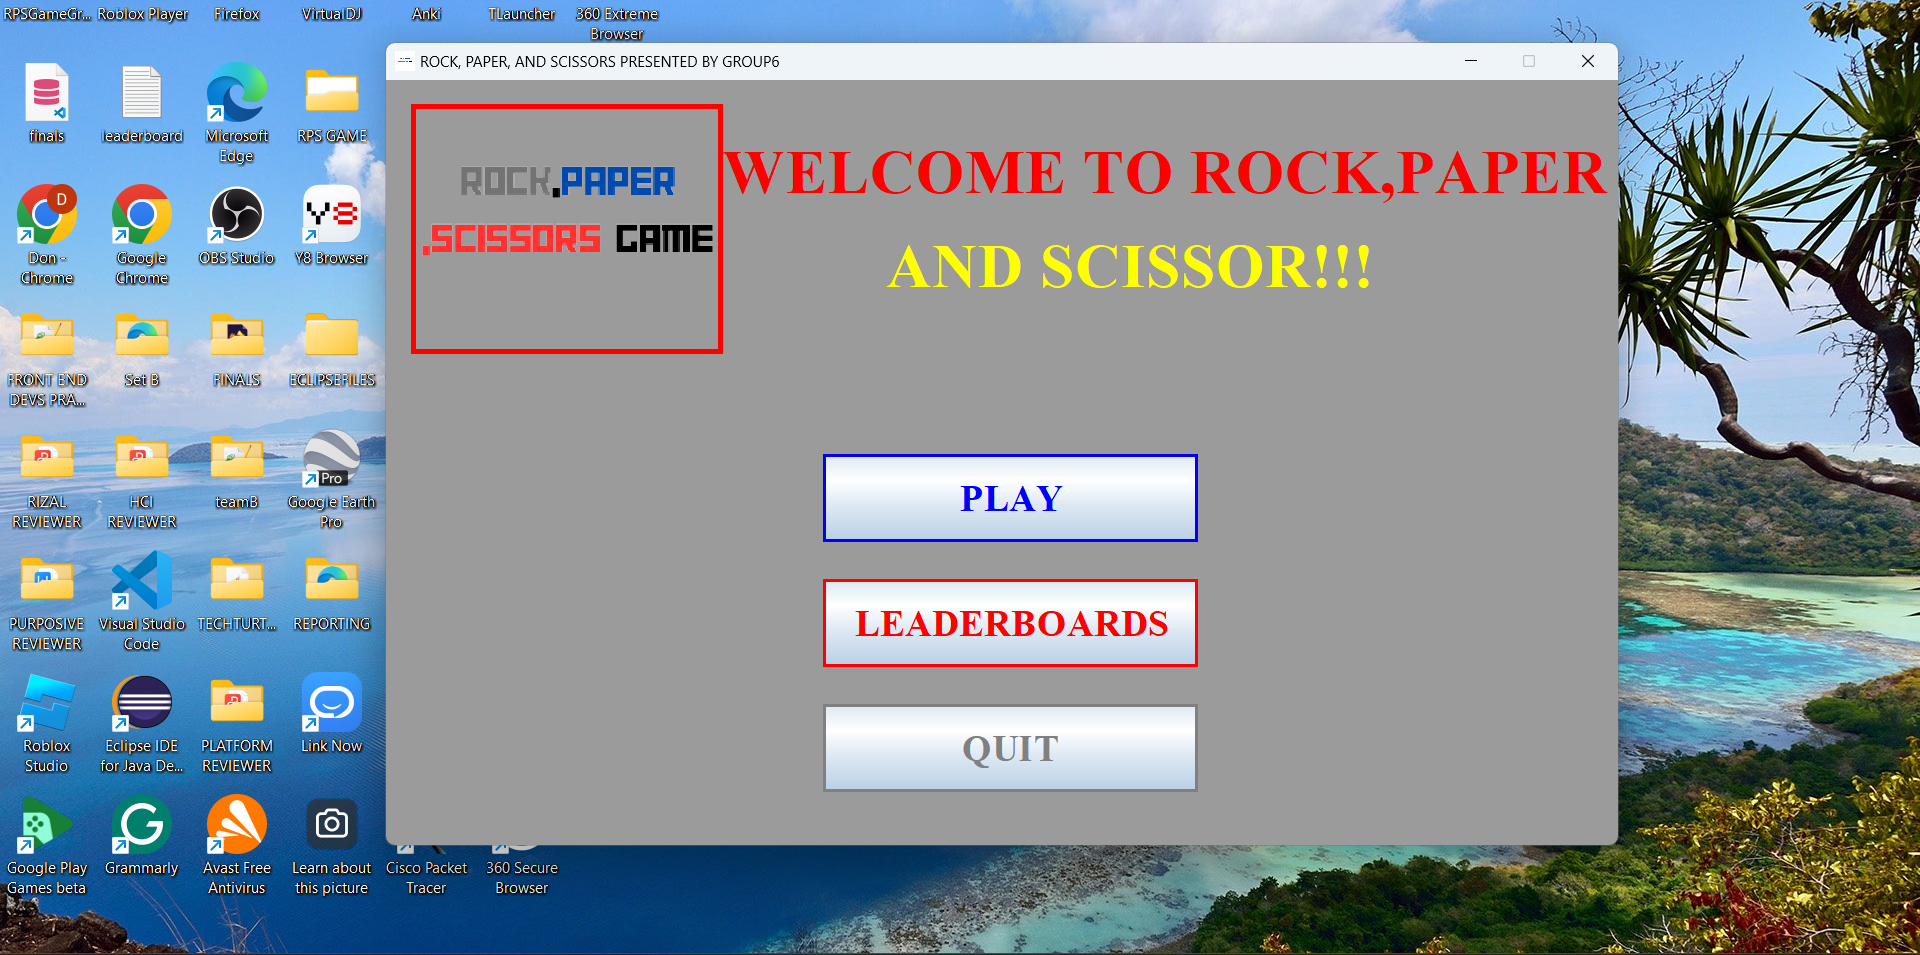 RPSGameGr...
Roblox Player
Firefox
VirtualDJ
Anki
TLauncher
360 Extreme
Browser
ROCK, PAPER, AND SCISSORS PRESENTED BY GROUP6
ROCK,PAPER
,SCISSORS GAME
WELCOME TO ROCK,PAPER
AND SCISSOR!!!
PLAY
LEADERBOARDS
QUIT
finals
leaderboard
Microsoft
Edge
RPS GAME
D
Don -
Chrome
Google
Chrome
OBS Studio
Y8
Y8 Browser
FRONT END
DEVS PRA...
Set B
FINALS
ECLIPSEFILES
RIZAL
REVIEWER
HCI
REVIEWER
teamB
Pro
Google Earth
Pro
PURPOSIVE
REVIEWER
Visual Studio
Code
TECHTURT...
REPORTING
Roblox
Studio
Eclipse IDE
for Java De...
PLATFORM
REVIEWER
Link Now
Google Play
Games beta
Grammarly
Avast Free
Antivirus
Learn about
this picture
Cisco Packet
Tracer
360 Secure
Browser